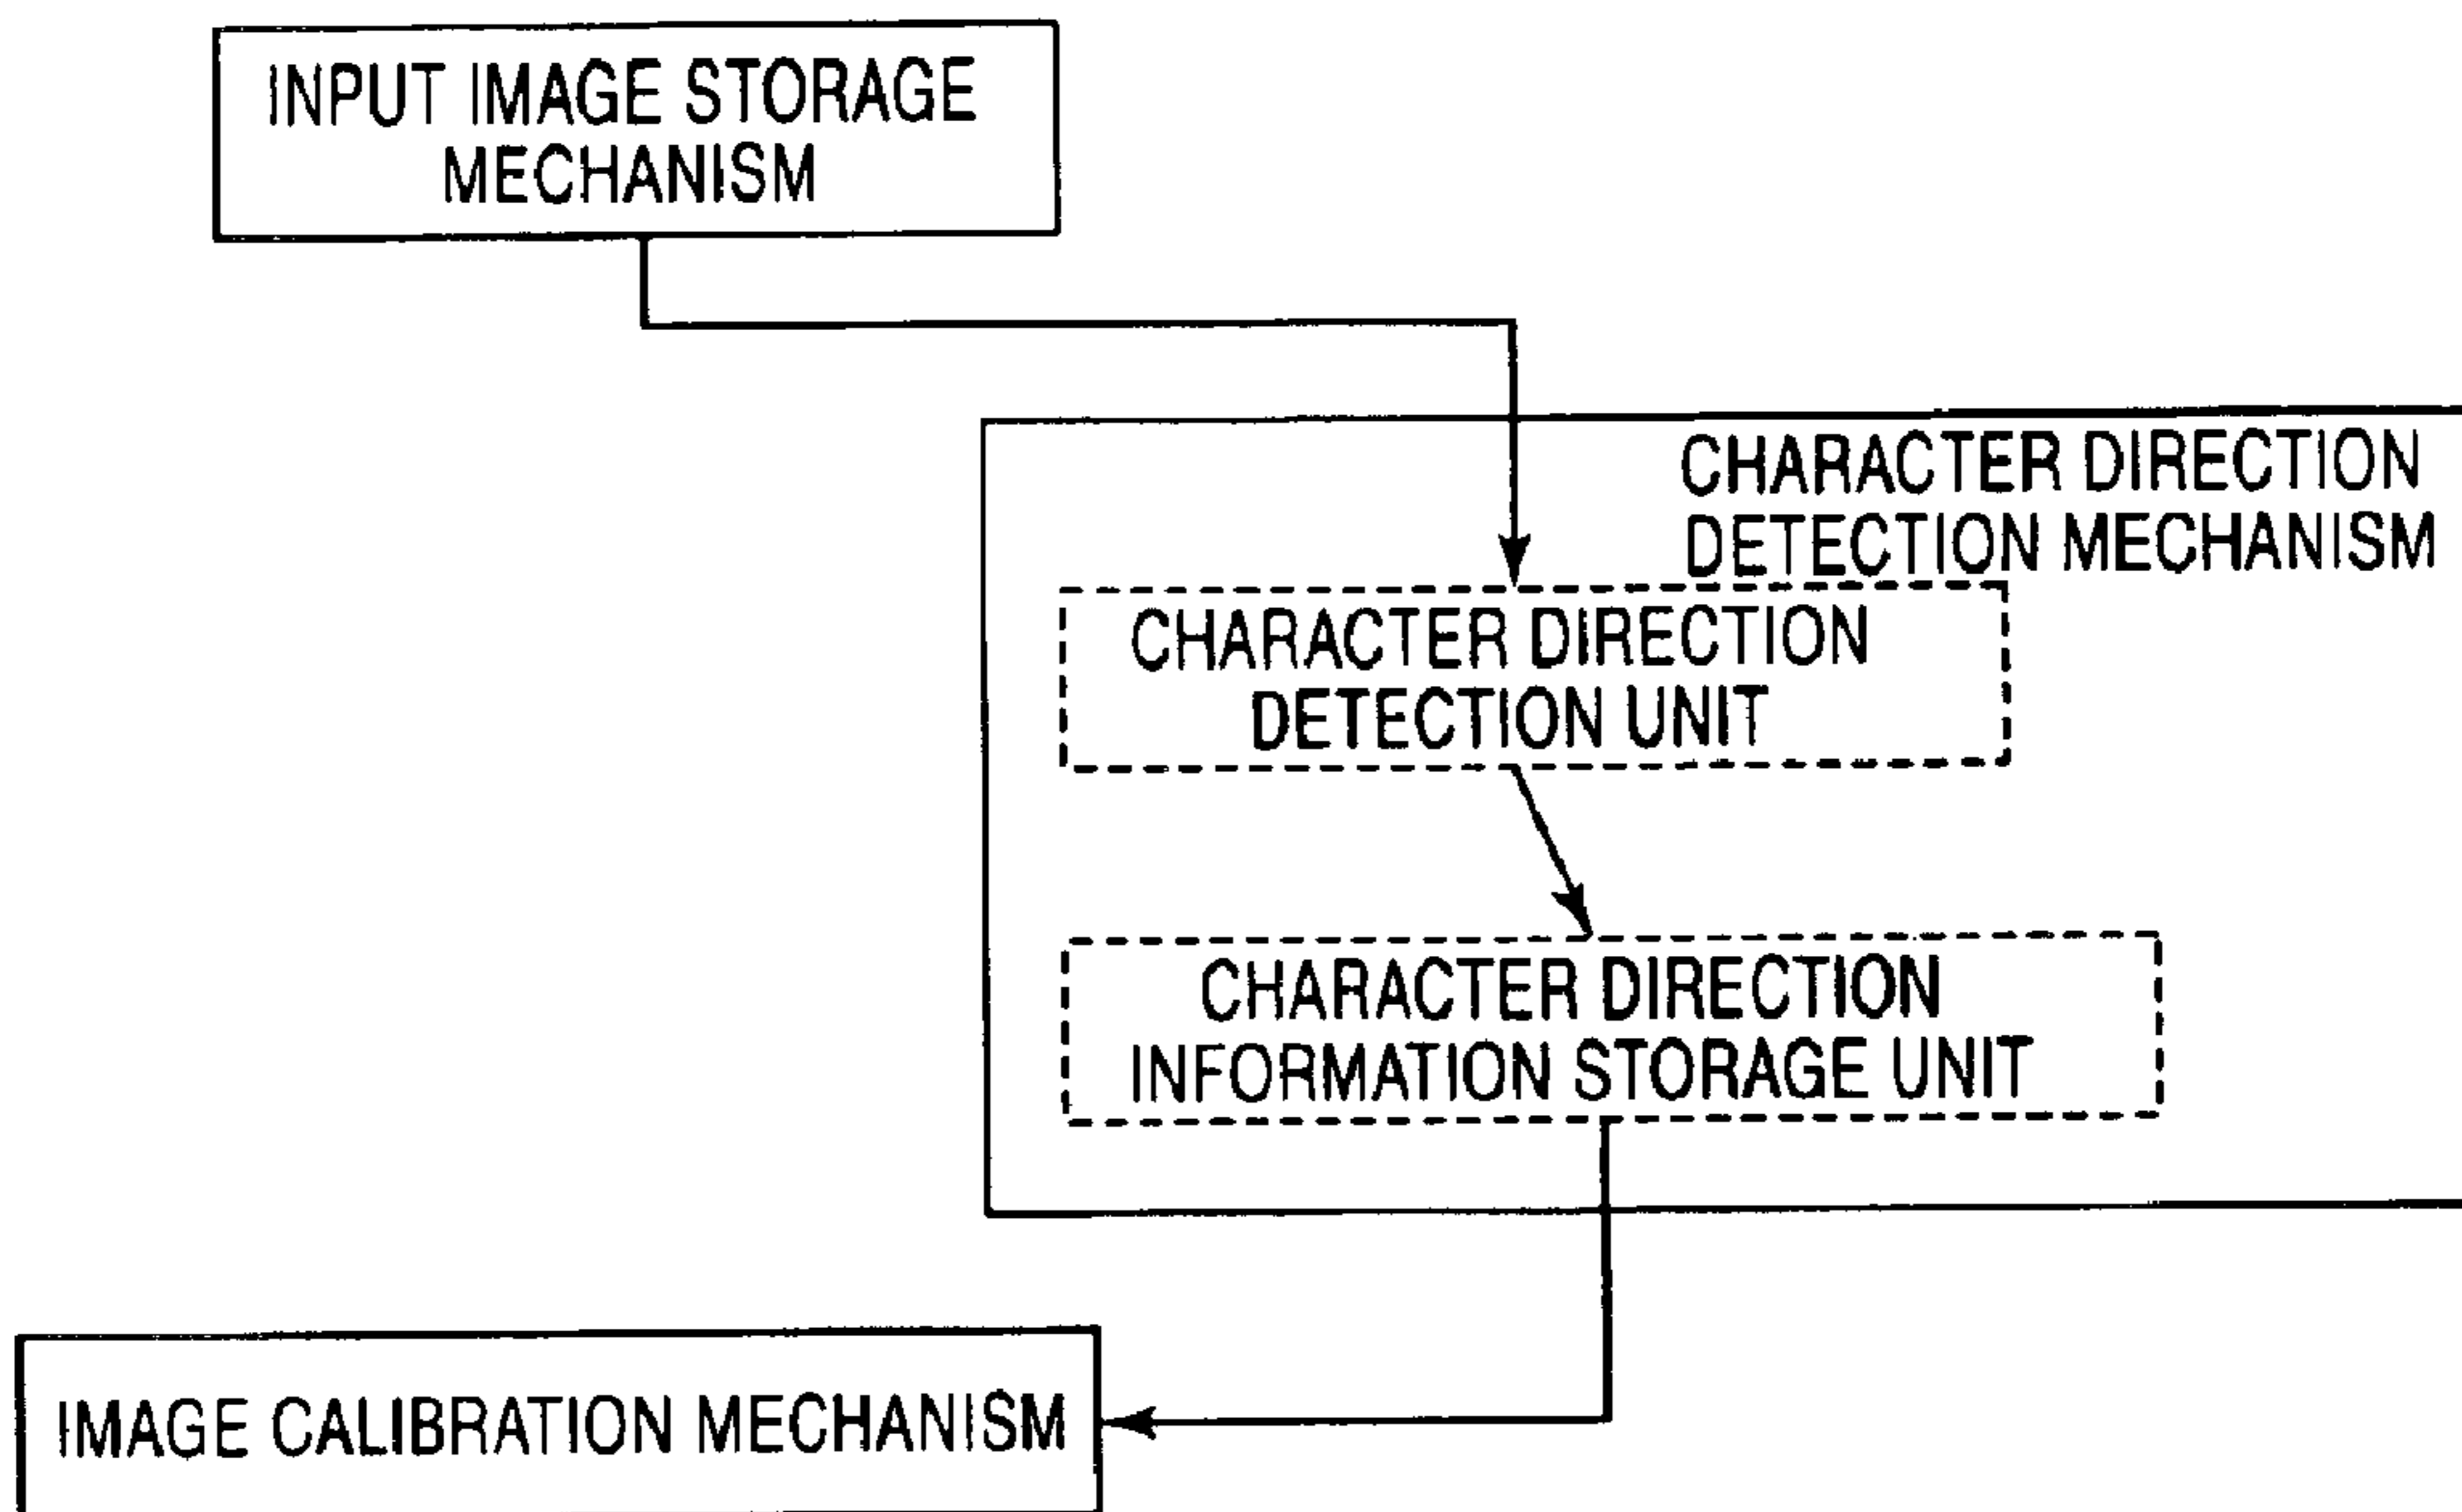 INPUT IMAGE STORAGE
MECHANISM
CHARACTER DIRECTION
DETECTION MECHANISM
CHARACTER DIRECTION
DETECTION UNIT
CHARACTER DIRECTION
INFORMATION STORAGE UNIT
IMAGE CALIBRATION MECHANISM